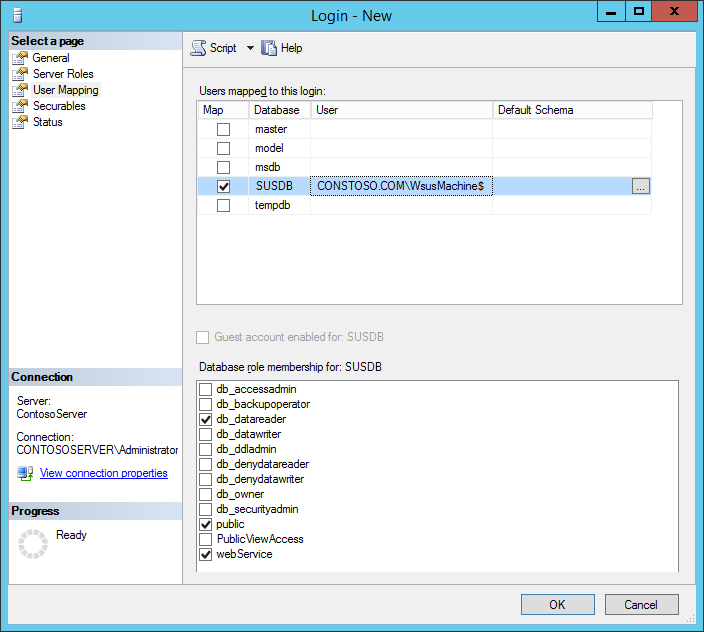 Login - New
Select a page
General
Server Roles
User Mapping
Securables
Status
Script Help
Users mapped to this login:
Map Database User Default Schema
master
model
msdb
SUSDB CONSTOSO.COM\WsusMachine$ ...
tempdb
Guest account enabled for: SUSDB
Database role membership for: SUSDB
db_accessadmin
db_backupoperator
db_datareader
db_datawriter
db_ddladmin
db_denydatareader
db_denydatawriter
db_owner
db_securityadmin
public
PublicViewAccess
webService
Connection
Server:
ContosoServer
Connection:
CONTOSOSERVER\Administrator
View connection properties
Progress
Ready
OK Cancel